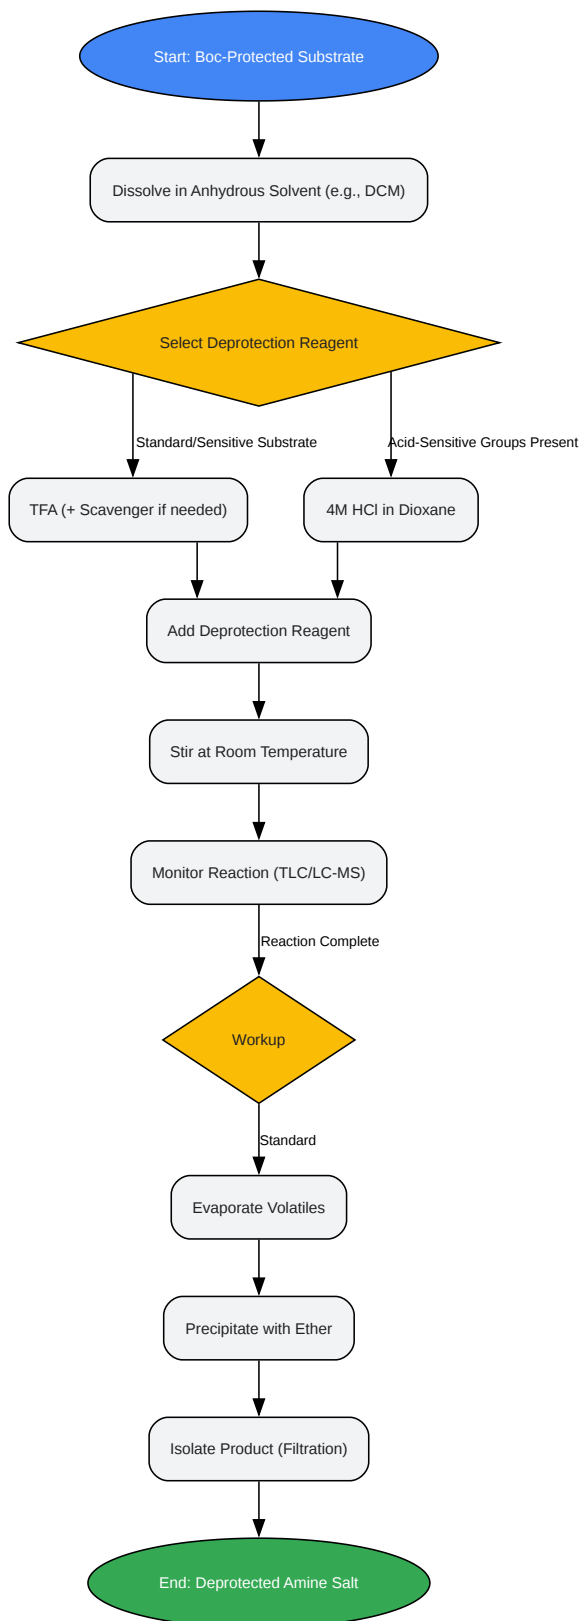 Start: Boc-Protected Substrate
Dissolve in Anhydrous Solvent (e.g., DCM)
Select Deprotection Reagent
Standard/Sensitive Substrate
Acid-Sensitive Groups Present
TFA (+ Scavenger if needed)
4M HCl in Dioxane
Add Deprotection Reagent
Stir at Room Temperature
Monitor Reaction (TLC/LC-MS)
Reaction Complete
Workup
Standard
Evaporate Volatiles
Precipitate with Ether
Isolate Product (Filtration)
End: Deprotected Amine Salt